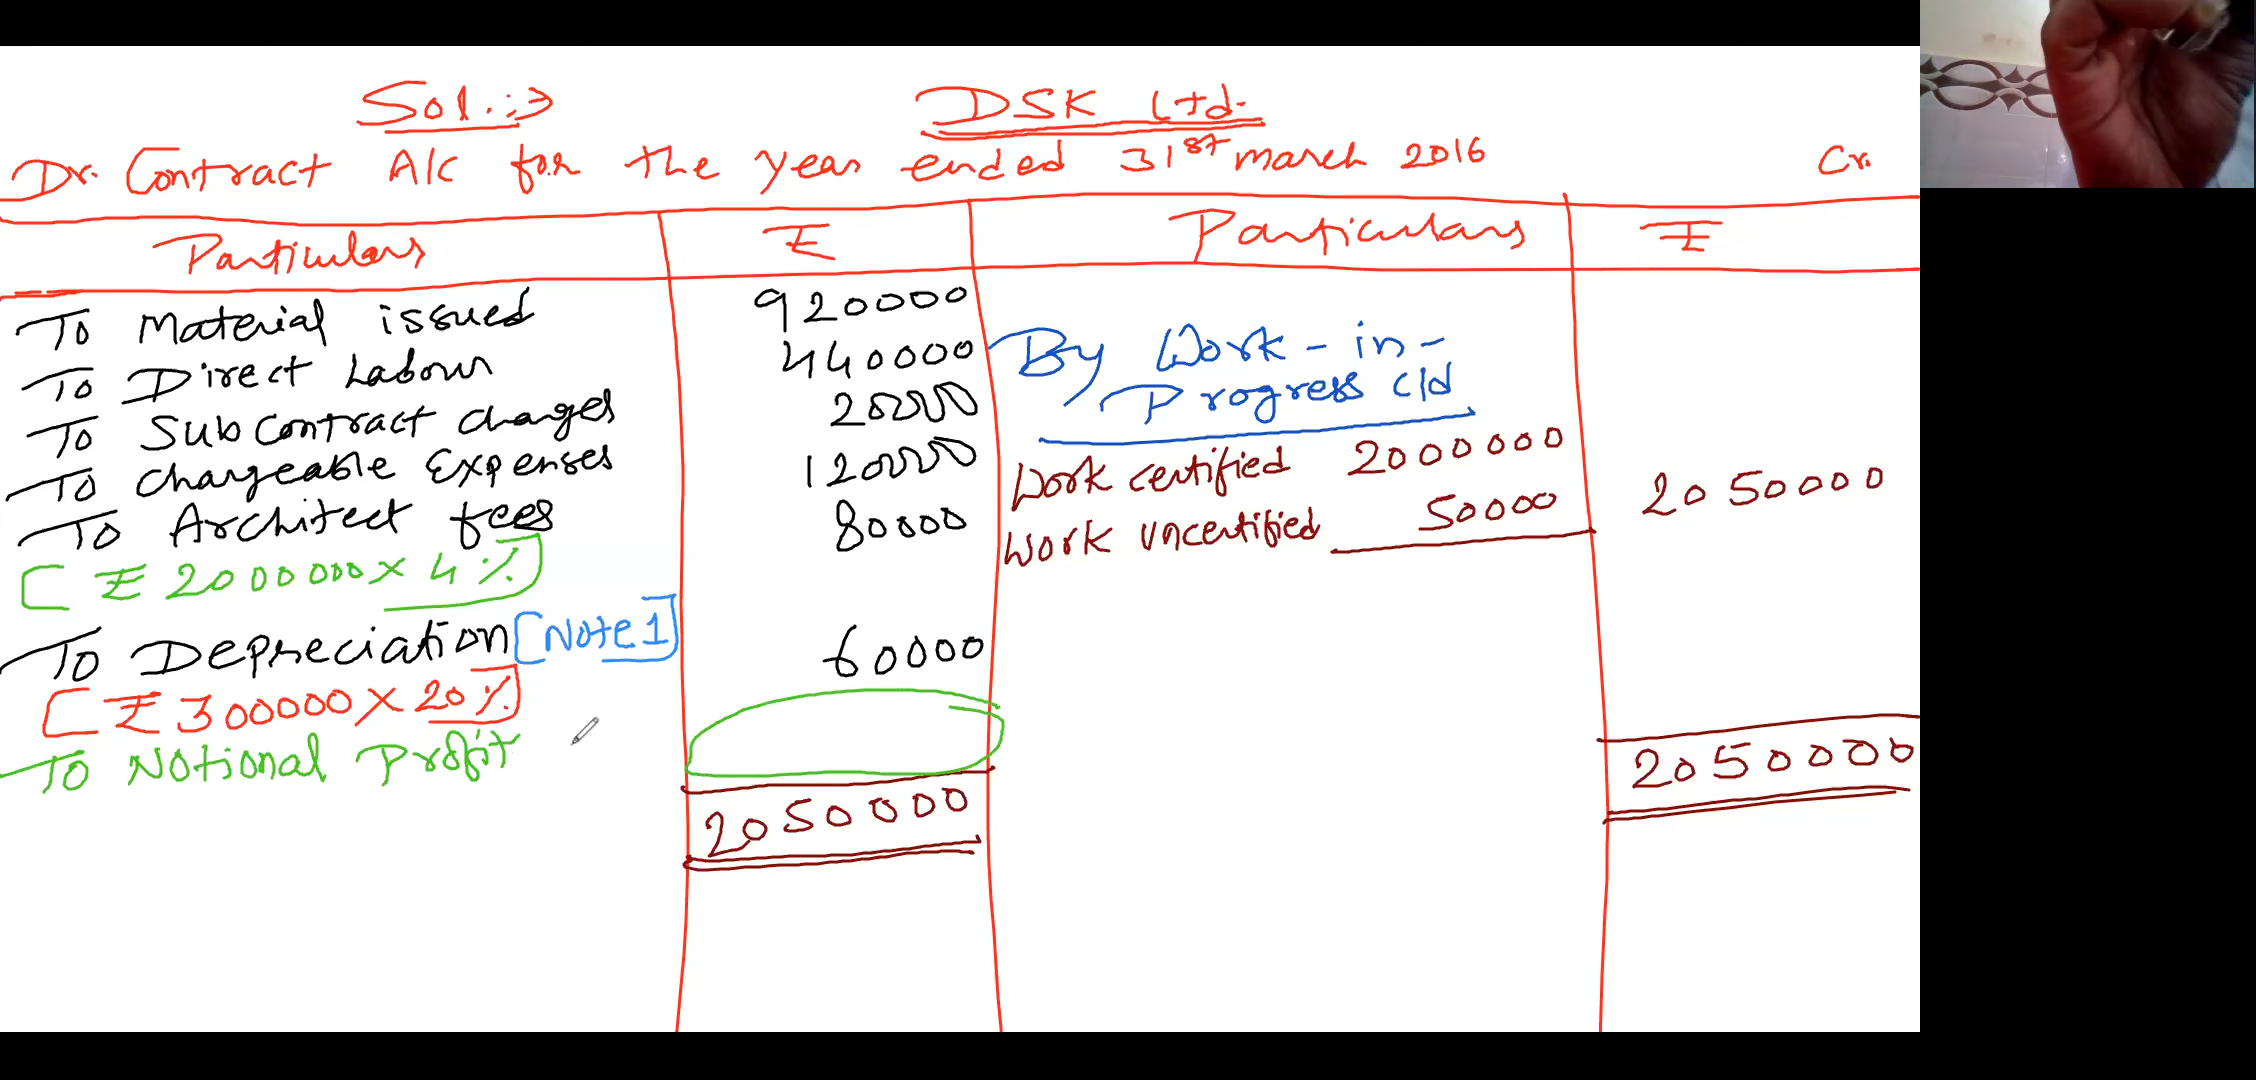 Sol.:→ DSK Ltd.
Dr. Contract A/C for the year ended 31st march 2016 Cr.
Particulars ₹ Particulars ₹
To Material issued 920000
To Direct Labour 440000
By Work-in-
Progress c/d
To Sub Contract Charges 20000
To Chargeable Expenses 120000
Work certified 2000000
2050000
To Architect fees 80000
Work Uncertified 50000
[₹ 2000000 × 4%]
To Depreciation [Note 1] 60000
[₹ 300000 × 20%]
To Notional Profit
2050000
2050000